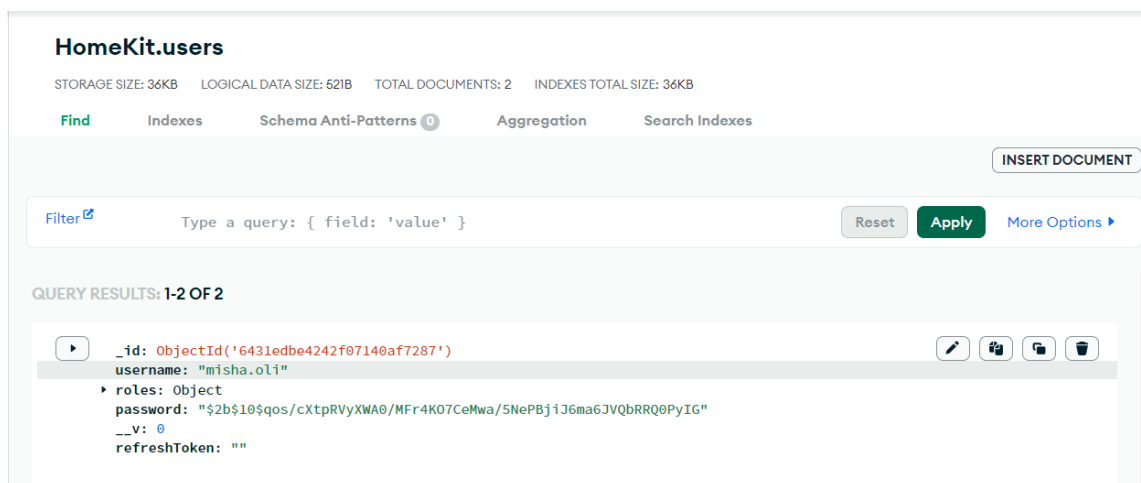 HomeKit.users
STORAGE SIZE: 36KB LOGICAL DATA SIZE: 521B TOTAL DOCUMENTS: 2 INDEXES TOTAL SIZE: 36KB
Find Indexes Schema Anti-Patterns 0 Aggregation Search Indexes
INSERT DOCUMENT
Filter Type a query: { field: 'value' } Reset Apply More Options
QUERY RESULTS: 1-2 OF 2
_id: ObjectId('6431edbe4242f07140af7287')
username: "misha.oli"
roles: Object
password: "$2b$10$qos/cXtpRVyXWA0/MFr4KO7CeMwa/5NePBjiJ6ma6JVQbRRQ0PyIG"
__v: 0
refreshToken: ""